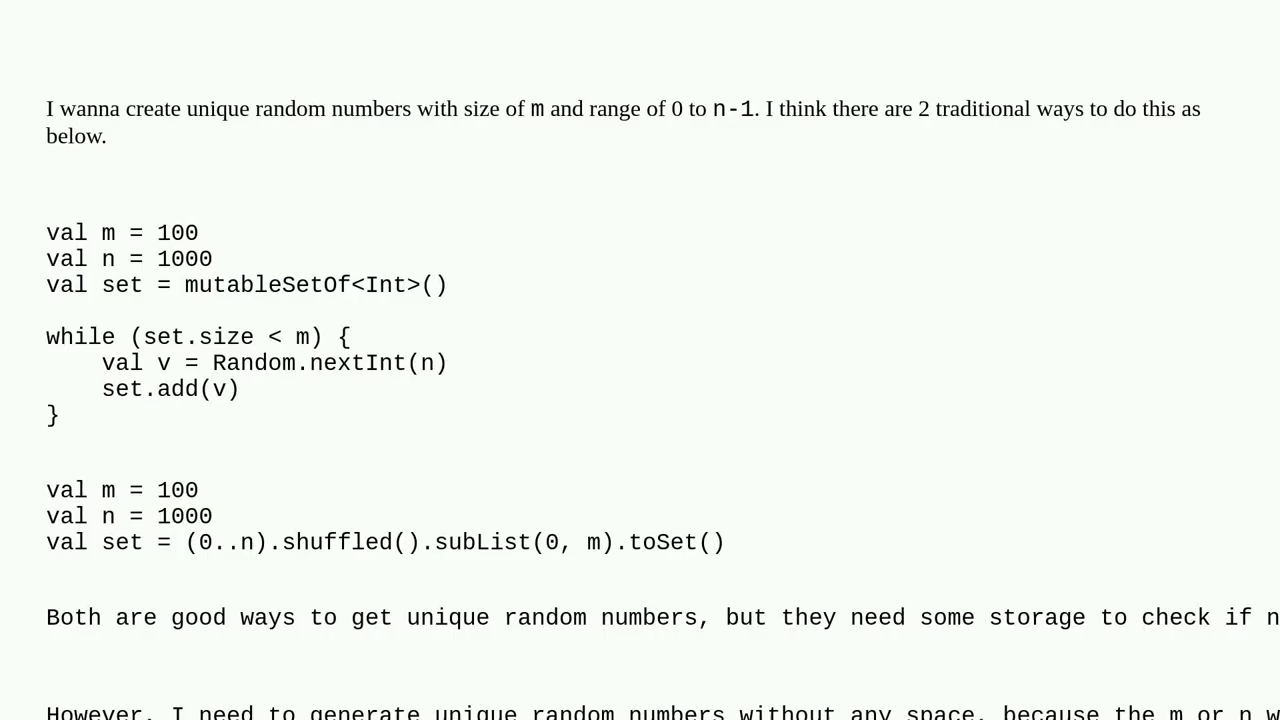 I wanna create unique random numbers with size of m and range of 0 to n-1. I think there are 2 traditional ways to do this as
below.
val m = 100
val n = 1000
val set = mutableSetOf<Int>()
while (set.size < m) {
    val v = Random.nextInt(n)
    set.add(v)
}
val m = 100
val n = 1000
val set = (0..n).shuffled().subList(0, m).toSet()
Both are good ways to get unique random numbers, but they need some storage to check if
However, I need to generate unique random numbers without any space, because the m or n